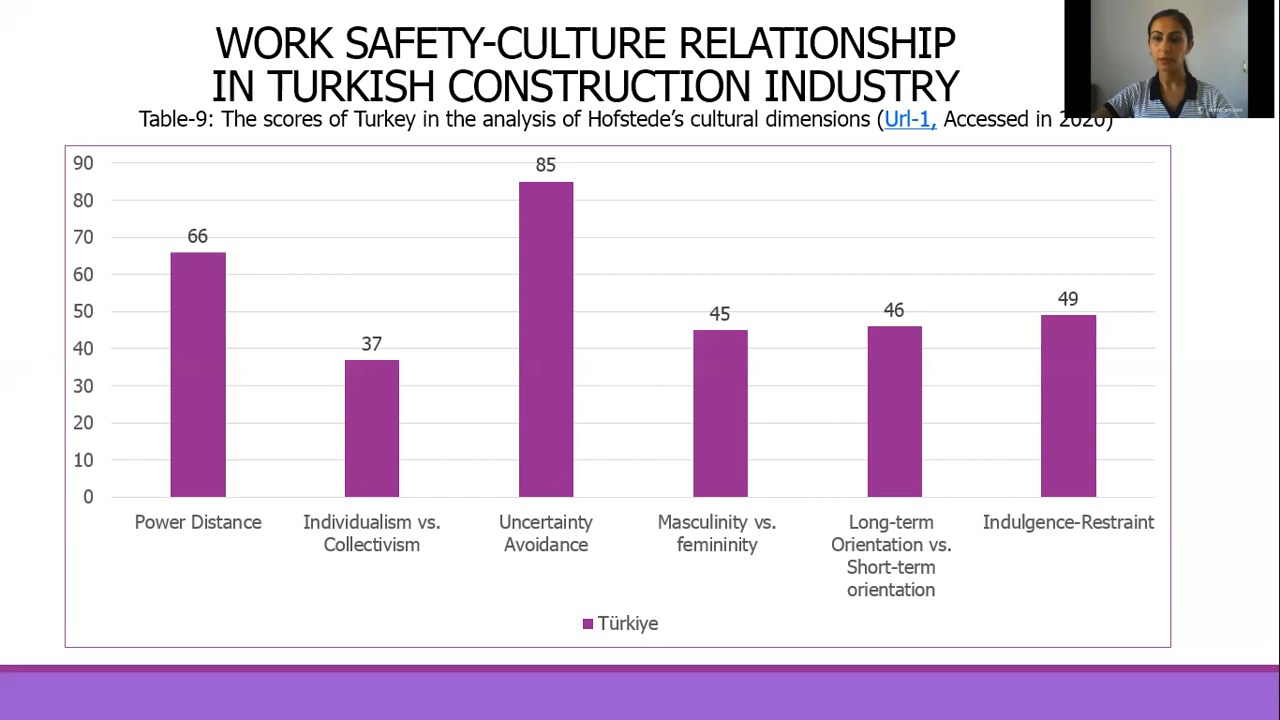 WORK SAFETY-CULTURE RELATIONSHIP
IN TURKISH CONSTRUCTION INDUSTRY
Table-9: The scores of Turkey in the analysis of Hofstede's cultural dimensions (Url-1, Accessed in 2020)
90
80
70
60
50
40
30
20
10
0
66
37
85
45
46
49
Power Distance
Individualism vs.
Collectivism
Uncertainty
Avoidance
Masculinity vs.
femininity
Long-term
Orientation vs.
Short-term
orientation
Indulgence-Restraint
Türkiye